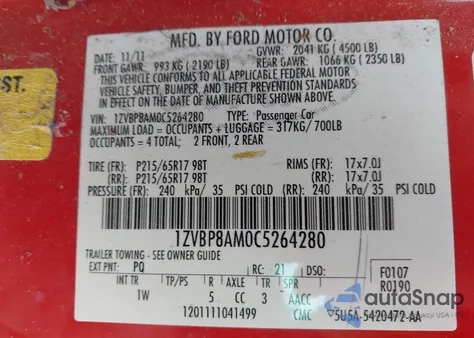 MFD. BY FORD MOTOR CO.
DATE: 11/11 GVWR: 2041 KG (4500 LB)
FRONT GAWR: 993 KG (2190 LB) REAR GAWR: 1066 KG (2350 LB)
THIS VEHICLE CONFORMS TO ALL APPLICABLE FEDERAL MOTOR
VEHICLE SAFETY, BUMPER, AND THEFT PREVENTION STANDARDS
IN EFFECT ON THE DATE OF MANUFACTURE SHOWN ABOVE.
ST.
VIN: 1ZVBP8AM0C5264280 TYPE: Passenger Car
MAXIMUM LOAD = OCCUPANTS + LUGGAGE = 317KG/700LB
OCCUPANTS = 4 TOTAL; 2 FRONT, 2 REAR
TIRE (FR): P215/65R17 98T RIMS (FR): 17x7.0J
(RR): P215/65R17 98T (RR): 17x7.0J
PRESSURE (FR): 240 kPa/ 35 PSI COLD (RR): 240 kPa/ 35 PSI COLD
1ZVBP8AM0C5264280
TRAILER TOWING - SEE OWNER GUIDE
EXT PNT: PQ RC: 21 DSO: F0107
INT TR TP/PS R AXLE TR SPR R0190
1W 5 CC 3 AACC
1201111041499 CMC 5U5A-5420472-AA
autoSnap